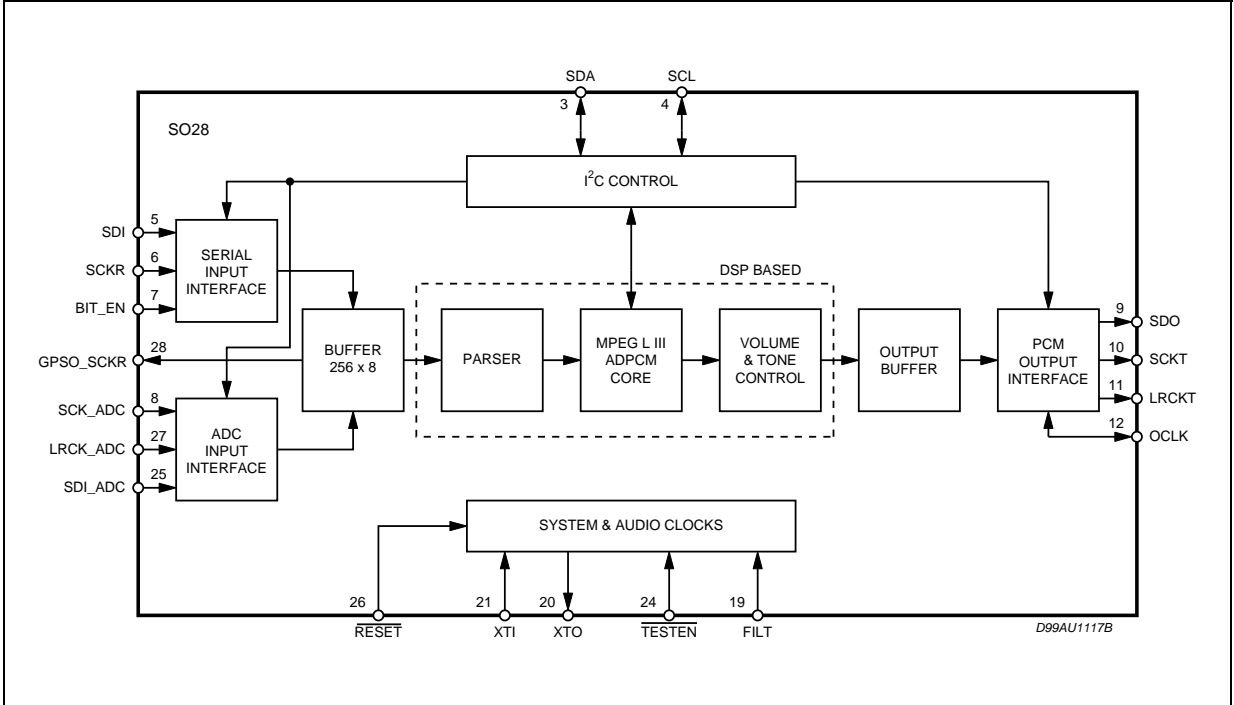 SDA
SCL
3
4
SO28
I2C CONTROL
SDI
5
SCKR
6
BIT_EN
7
SERIAL
INPUT
INTERFACE
DSP BASED
GPSO_SCKR
28
BUFFER
256 x 8
PARSER
MPEG L III
ADPCM
CORE
VOLUME
& TONE
CONTROL
OUTPUT
BUFFER
PCM
OUTPUT
INTERFACE
9
SDO
10
SCKT
11
LRCKT
12
OCLK
SCK_ADC
8
LRCK_ADC
27
SDI_ADC
25
ADC
INPUT
INTERFACE
SYSTEM & AUDIO CLOCKS
26
21
20
24
19
RESET
XTI
XTO
TESTEN
FILT
D99AU1117B